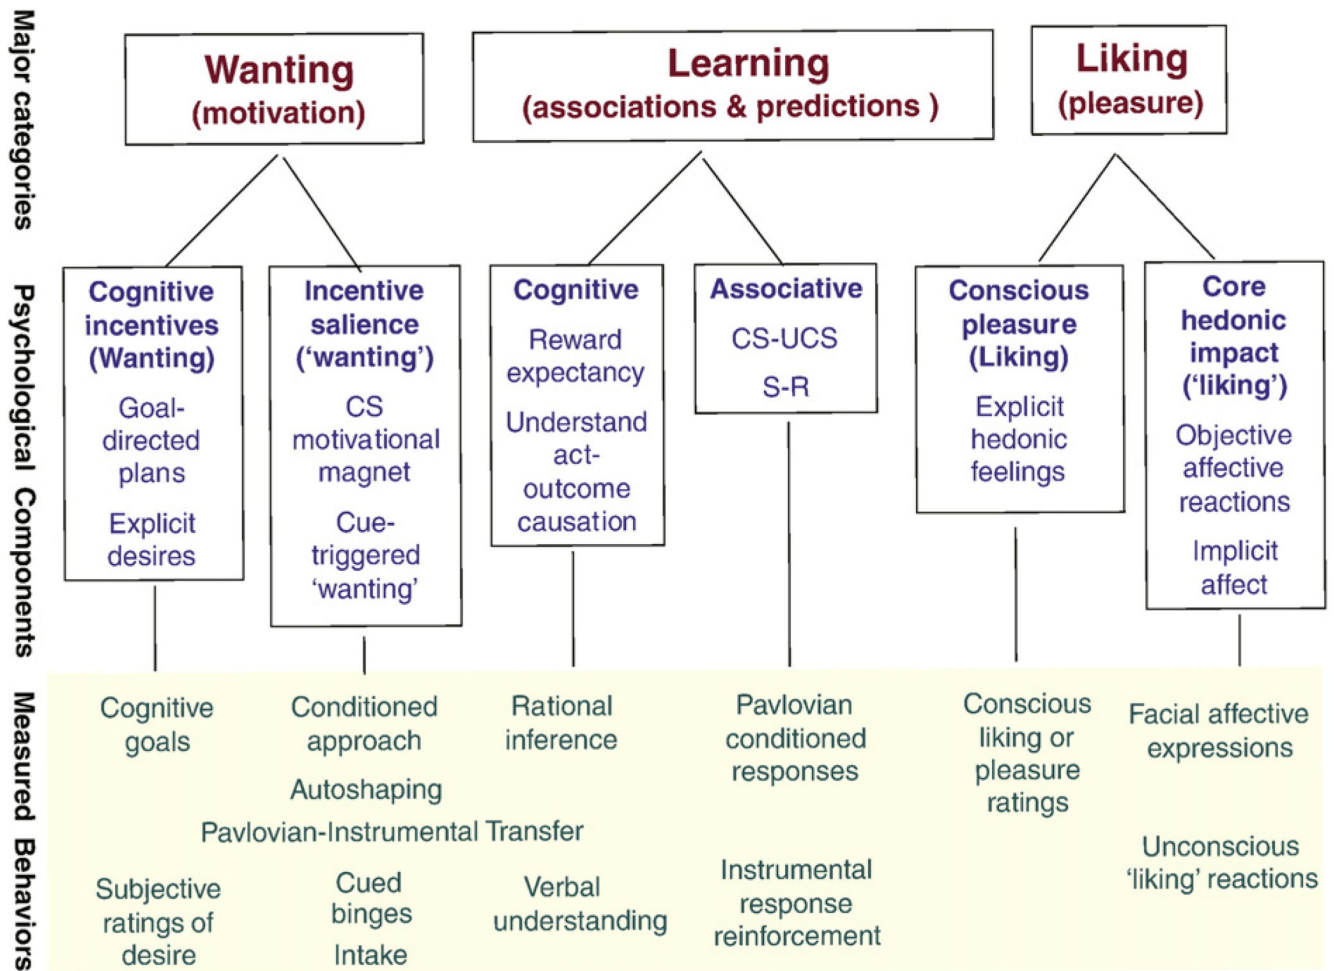 Major categories
Wanting
(motivation)
Learning
(associations & predictions )
Liking
(pleasure)
Psychological Components
Cognitive
incentives
(Wanting)
Goal-
directed
plans
Explicit
desires
Incentive
salience
(‘wanting’)
CS
motivational
magnet
Cue-
triggered
‘wanting’
Cognitive
Reward
expectancy
Understand
act-
outcome
causation
Associative
CS-UCS
S-R
Conscious
pleasure
(Liking)
Explicit
hedonic
feelings
Core
hedonic
impact
(‘liking’)
Objective
affective
reactions
Implicit
affect
Measured Behaviors
Cognitive
goals
Conditioned
approach
Autoshaping
Pavlovian-Instrumental Transfer
Subjective
ratings of
desire
Cued
binges
Intake
Rational
inference
Verbal
understanding
Pavlovian
conditioned
responses
Instrumental
response
reinforcement
Conscious
liking or
pleasure
ratings
Facial affective
expressions
Unconscious
‘liking’ reactions